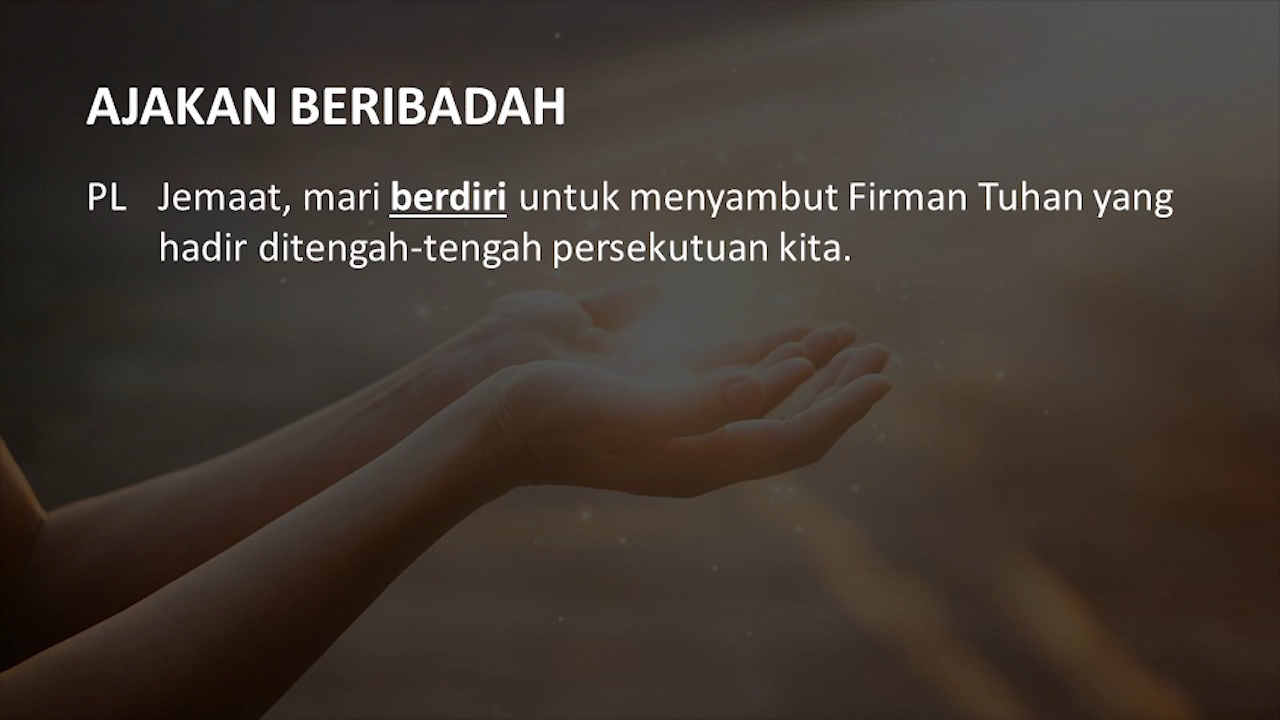 AJAKAN BERIBADAH
PL Jemaat, mari berdiri untuk menyambut Firman Tuhan yang
hadir ditengah-tengah persekutuan kita.